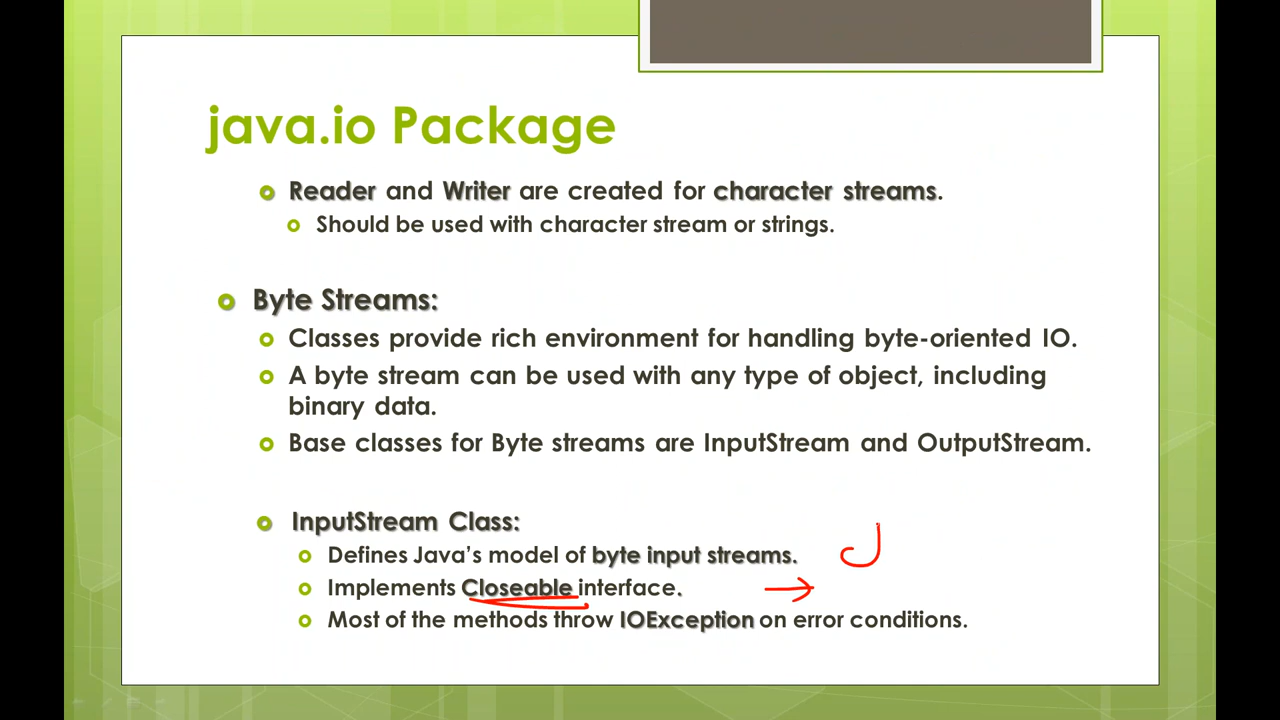 java.io Package
Reader and Writer are created for character streams.
Should be used with character stream or strings.
Byte Streams:
Classes provide rich environment for handling byte-oriented IO.
A byte stream can be used with any type of object, including
binary data.
Base classes for Byte streams are InputStream and OutputStream.
InputStream Class:
Defines Java’s model of byte input streams.
Implements Closeable interface.
Most of the methods throw IOException on error conditions.